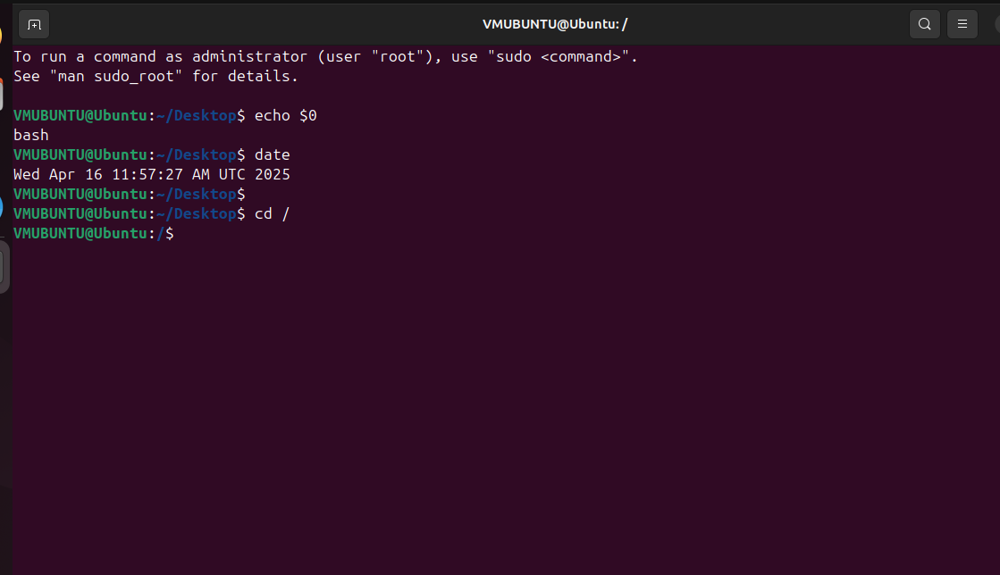 VMUBUNTU@Ubuntu: /
To run a command as administrator (user "root"), use "sudo <command>".
See "man sudo_root" for details.
VMUBUNTU@Ubuntu:~/Desktop$ echo $0
bash
VMUBUNTU@Ubuntu:~/Desktop$ date
Wed Apr 16 11:57:27 AM UTC 2025
VMUBUNTU@Ubuntu:~/Desktop$
VMUBUNTU@Ubuntu:~/Desktop$ cd /
VMUBUNTU@Ubuntu:/$